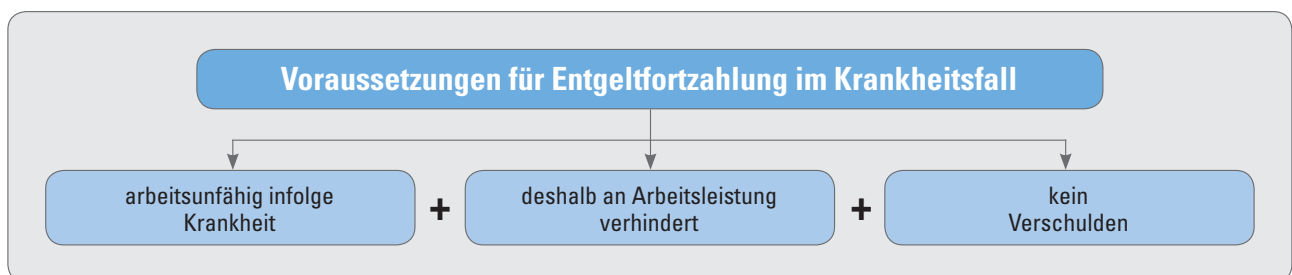 Voraussetzungen für Entgeltfortzahlung im Krankheitsfall
arbeitsunfähig infolge
Krankheit
+
deshalb an Arbeitsleistung
verhindert
+
kein
Verschulden